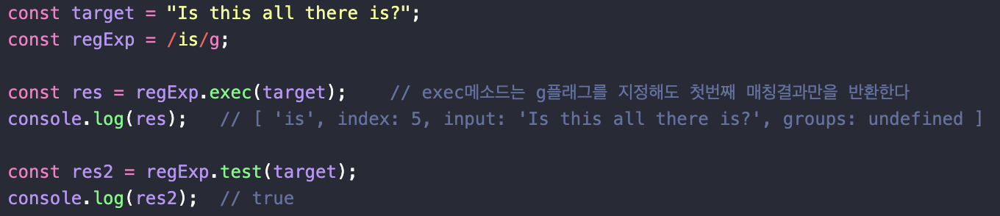 const target = "Is this all there is?";
const regExp = /is/g;
const res = regExp.exec(target);    // exec메소드는 g플래그를 지정해도 첫번째 매칭결과만을 반환한다
console.log(res);  // [ 'is', index: 5, input: 'Is this all there is?', groups: undefined ]
const res2 = regExp.test(target);
console.log(res2);  // true